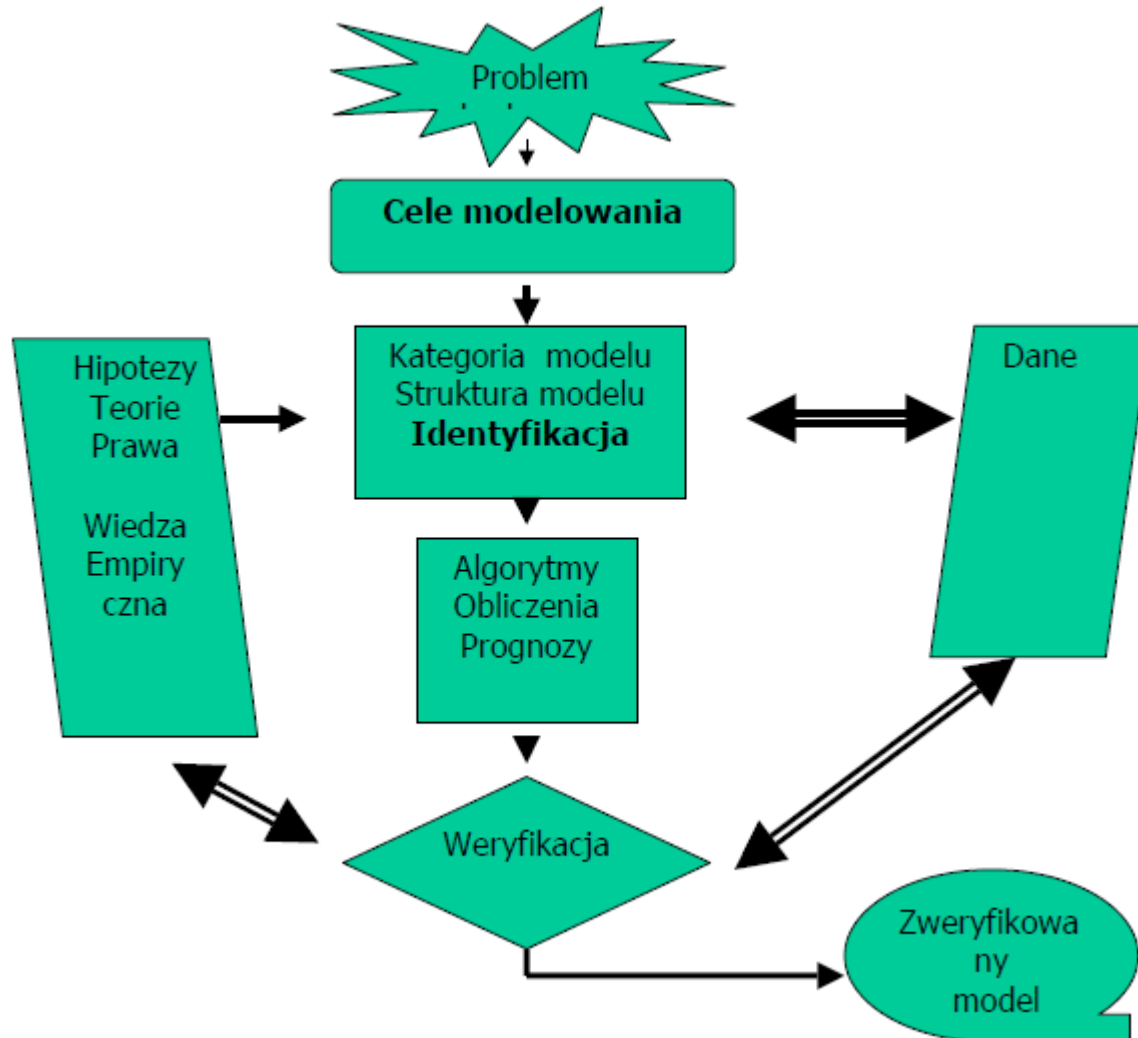 Problem
Cele modelowania
Kategoria modelu
Struktura modelu
Identyfikacja
Hipotezy
Teorie
Prawa
Wiedza
Empiry
czna
Dane
Algorytmy
Obliczenia
Prognozy
Weryfikacja
Zweryfikowa
ny
model